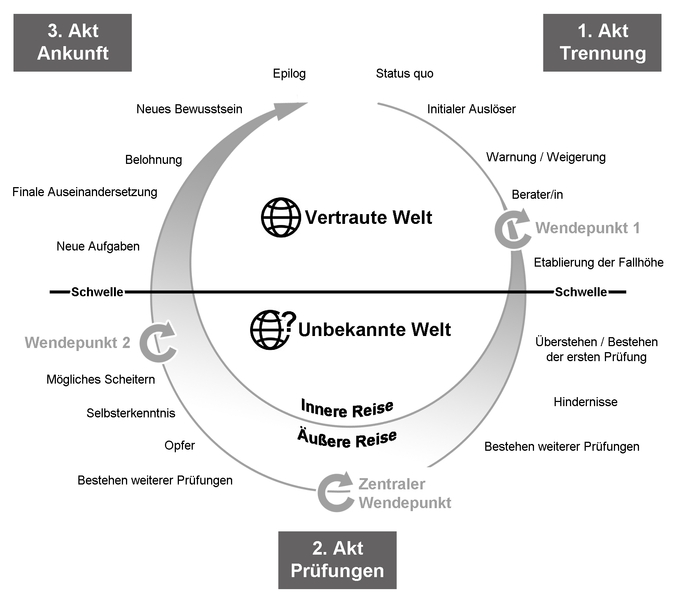 3. Akt
Ankunft
1. Akt
Trennung
Epilog
Status quo
Neues Bewusstsein
Initialer Auslöser
Belohnung
Warnung / Weigerung
Finale Auseinandersetzung
Berater/in
Vertraute Welt
Wendepunkt 1
Neue Aufgaben
Etablierung der Fallhöhe
Schwelle
Schwelle
? Unbekannte Welt
Wendepunkt 2
Überstehen / Bestehen
der ersten Prüfung
Mögliches Scheitern
Hindernisse
Innere Reise
Selbsterkenntnis
Äußere Reise
Opfer
Bestehen weiterer Prüfungen
Bestehen weiterer Prüfungen
Zentraler
Wendepunkt
2. Akt
Prüfungen